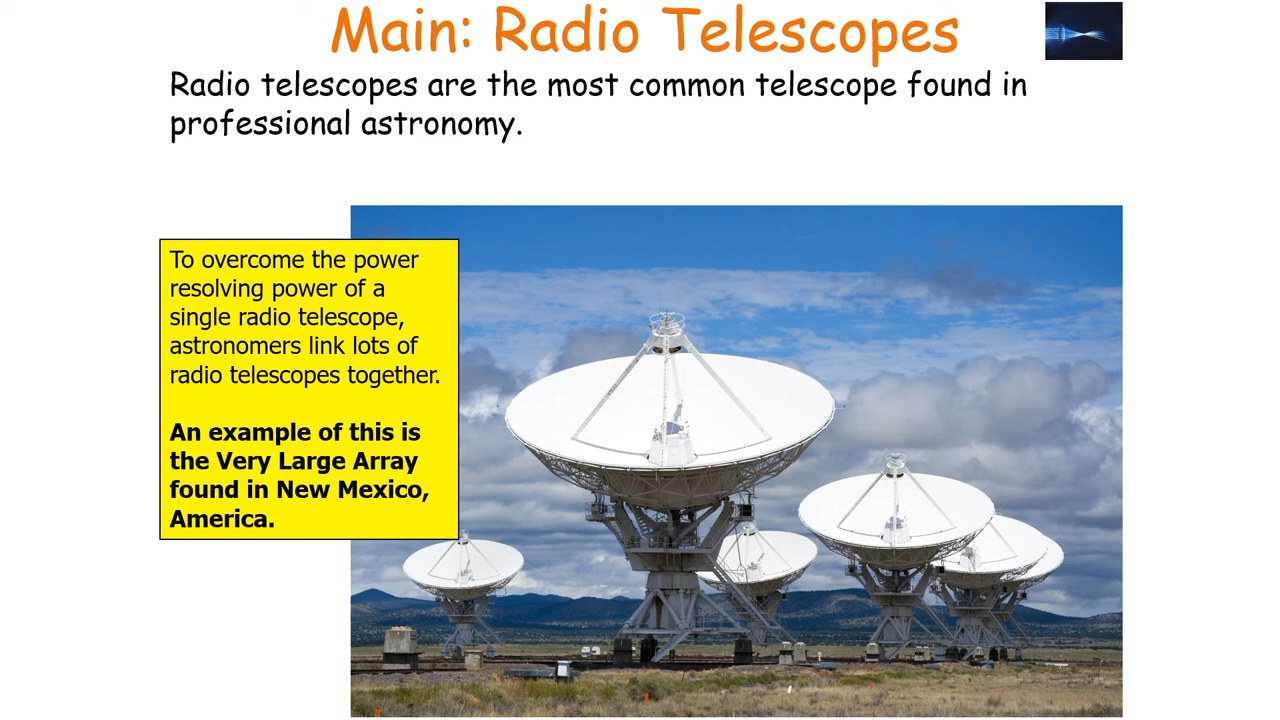 Main: Radio Telescopes
Radio telescopes are the most common telescope found in
professional astronomy.
To overcome the power
resolving power of a
single radio telescope,
astronomers link lots of
radio telescopes together.
An example of this is
the Very Large Array
found in New Mexico,
America.